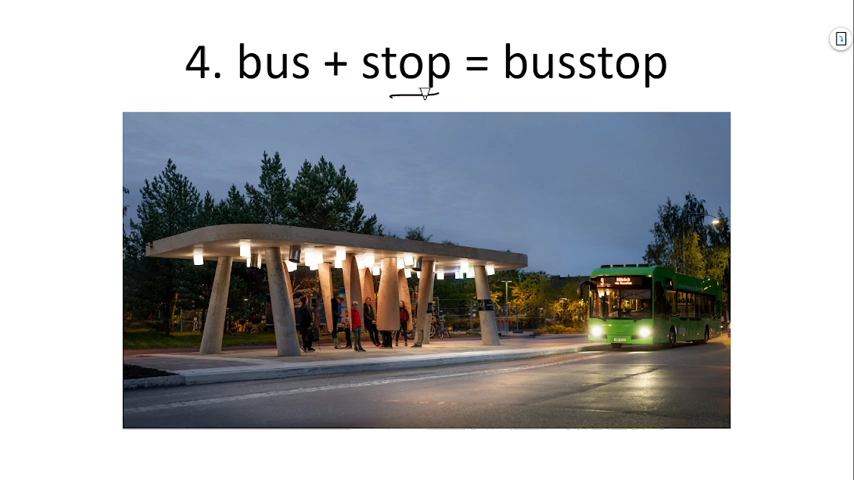 4. bus + stop = busstop